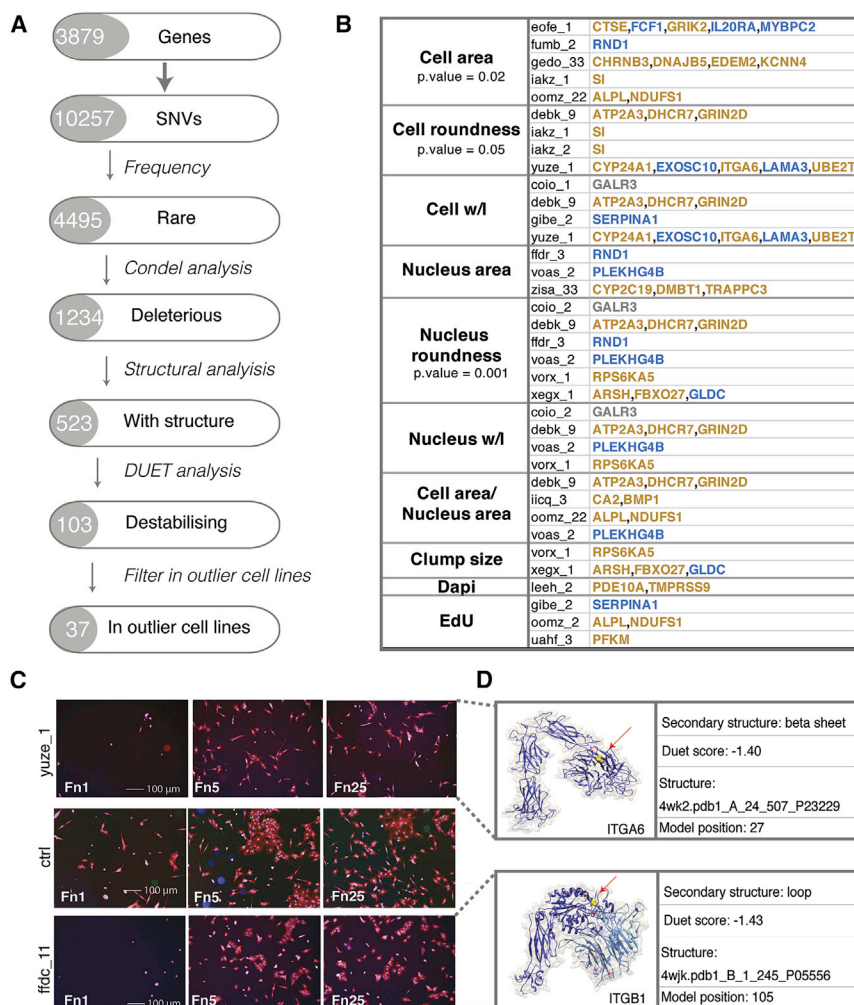 A
3879 Genes
10257 SNVs
Frequency
4495 Rare
Condel analysis
1234 Deleterious
Structural analyisis
523 With structure
DUET analysis
103 Destabilising
Filter in outlier cell lines
37 In outlier cell lines
B
Cell area
p.value = 0.02
eofe_1 CTSE,FCF1,GRIK2,IL20RA,MYBPC2
fumb_2 RND1
gedo_33 CHRNB3,DNAJB5,EDEM2,KCNN4
iakz_1 SI
oomz_22 ALPL,NDUFS1
Cell roundness
p.value = 0.05
debk_9 ATP2A3,DHCR7,GRIN2D
iakz_1 SI
iakz_2 SI
yuze_1 CYP24A1,EXOSC10,ITGA6,LAMA3,UBE2T
Cell w/l
coio_1 GALR3
debk_9 ATP2A3,DHCR7,GRIN2D
gibe_2 SERPINA1
yuze_1 CYP24A1,EXOSC10,ITGA6,LAMA3,UBE2T
Nucleus area
ffdr_3 RND1
voas_2 PLEKHG4B
zisa_33 CYP2C19,DMBT1,TRAPPC3
Nucleus
roundness
p.value = 0.001
coio_2 GALR3
debk_9 ATP2A3,DHCR7,GRIN2D
ffdr_3 RND1
voas_2 PLEKHG4B
vorx_1 RPS6KA5
xegx_1 ARSH,FBXO27,GLDC
Nucleus w/l
coio_2 GALR3
debk_9 ATP2A3,DHCR7,GRIN2D
voas_2 PLEKHG4B
vorx_1 RPS6KA5
Cell area/
Nucleus area
debk_9 ATP2A3,DHCR7,GRIN2D
iicq_3 CA2,BMP1
oomz_22 ALPL,NDUFS1
voas_2 PLEKHG4B
Clump size
vorx_1 RPS6KA5
xegx_1 ARSH,FBXO27,GLDC
Dapi
leeh_2 PDE10A,TMPRSS9
EdU
gibe_2 SERPINA1
oomz_2 ALPL,NDUFS1
uahf_3 PFKM
C
yuze_1
Fn1 100 µm Fn5 Fn25
ctrl
Fn1 100 µm Fn5 Fn25
ffdc_11
Fn1 100 µm Fn5 Fn25
D
ITGA6
Secondary structure: beta sheet
Duet score: -1.40
Structure:
4wk2.pdb1_A_24_507_P23229
Model position: 27
ITGB1
Secondary structure: loop
Duet score: -1.43
Structure:
4wjk.pdb1_B_1_245_P05556
Model position: 105